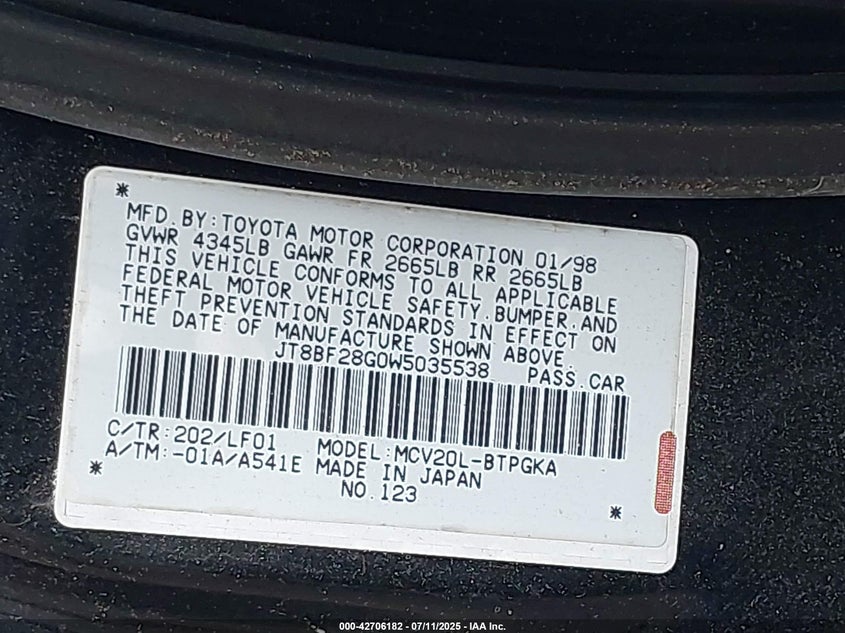 *
MFD.BY:TOYOTA MOTOR CORPORATION 01/98
GVWR 4345LB GAWR FR 2665LB RR 2665LB
THIS VEHICLE CONFORMS TO ALL APPLICABLE
FEDERAL MOTOR VEHICLE SAFETY.BUMPER.AND
THEFT PREVENTION STANDARDS IN EFFECT ON
THE DATE OF MANUFACTURE SHOWN ABOVE.
JT8BF28G0W5035538 PASS.CAR
C/TR:202/LF01 MODEL:MCV20L-BTPGKA
A/TM:-01A/A541E MADE IN JAPAN
* NO.123 *
000-42706182 - 07/11/2025 - IAA Inc.